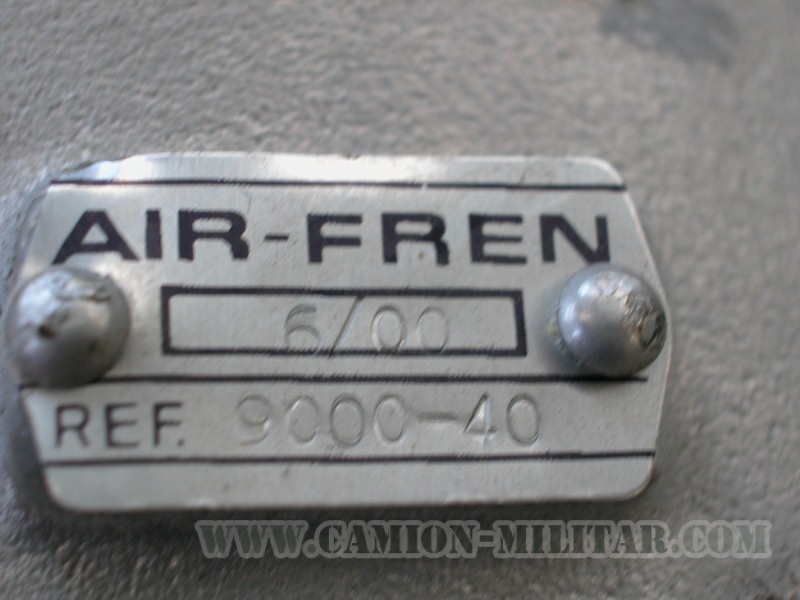 AIR-FREN
6/00
REF. 9000-40
WWW.CAMION-MILITAR.COM